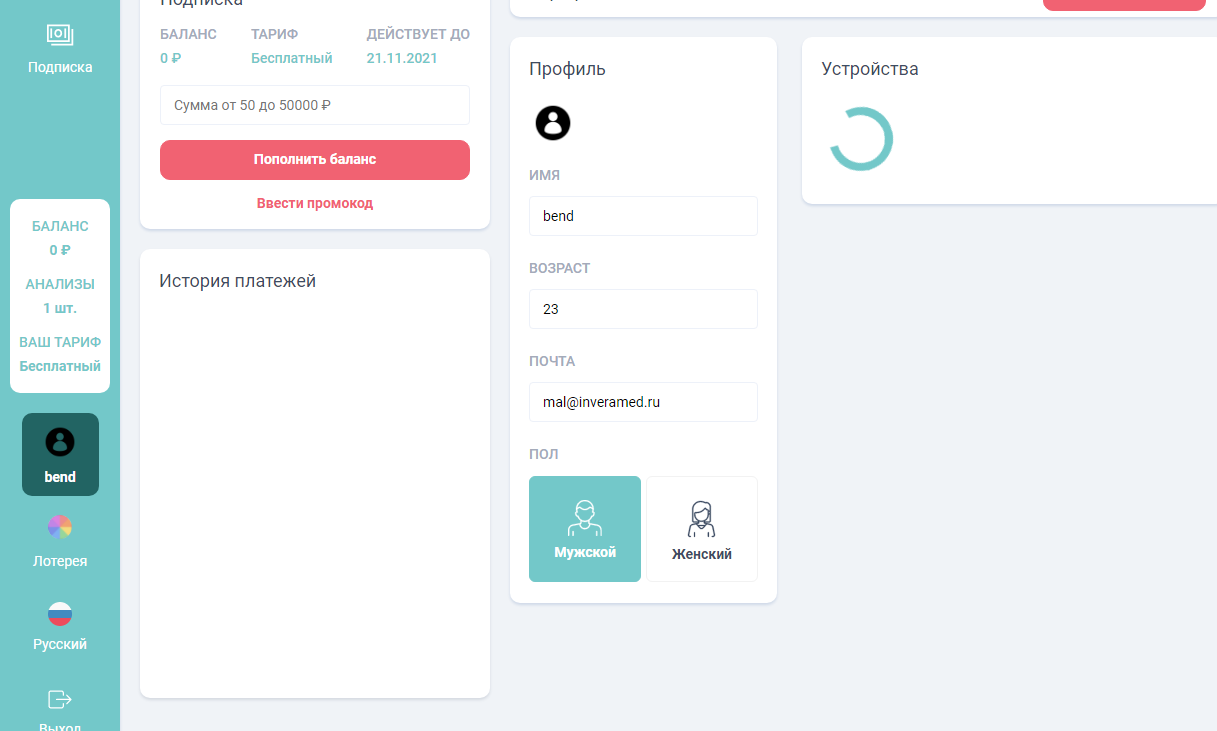 Подписка
БАЛАНС
0 ₽
АНАЛИЗЫ
1 шт.
ВАШ ТАРИФ
Бесплатный
bend
Лотерея
Русский
Выход
Подписка
БАЛАНС ТАРИФ ДЕЙСТВУЕТ ДО
0 ₽ Бесплатный 21.11.2021
Сумма от 50 до 50000 ₽
Пополнить баланс
Ввести промокод
История платежей
Профиль
ИМЯ
bend
ВОЗРАСТ
23
ПОЧТА
mal@inveramed.ru
ПОЛ
Мужской Женский
Устройства